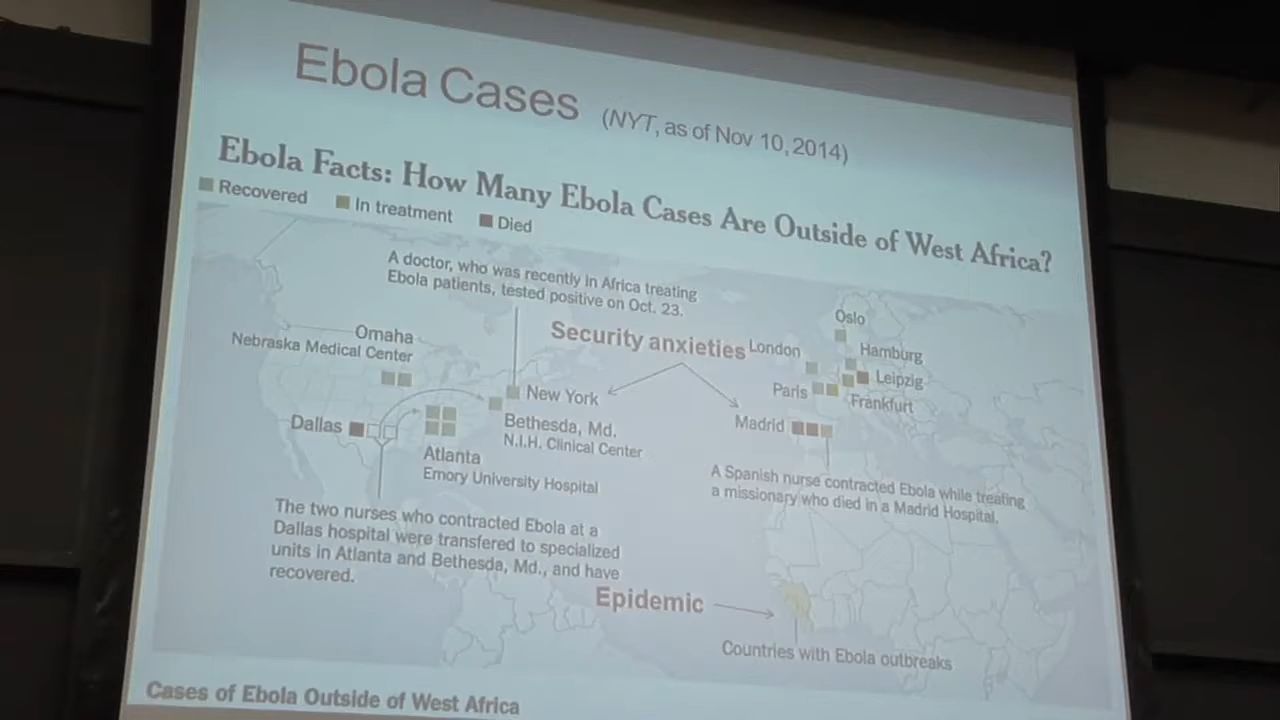 Ebola Cases (NYT, as of Nov 10, 2014)
Ebola Facts: How Many Ebola Cases Are Outside of West Africa?
Recovered In treatment Died
A doctor, who was recently in Africa treating
Ebola patients, tested positive on Oct. 23.
Security anxieties
Omaha
Nebraska Medical Center
Dallas
Atlanta
Emory University Hospital
New York
Bethesda, Md.
N.I.H. Clinical Center
London
Oslo
Hamburg
Leipzig
Paris
Frankfurt
Madrid
A Spanish nurse contracted Ebola while treating
a missionary who died in a Madrid Hospital.
The two nurses who contracted Ebola at a
Dallas hospital were transfered to specialized
units in Atlanta and Bethesda, Md., and have
recovered.
Epidemic
Countries with Ebola outbreaks
Cases of Ebola Outside of West Africa